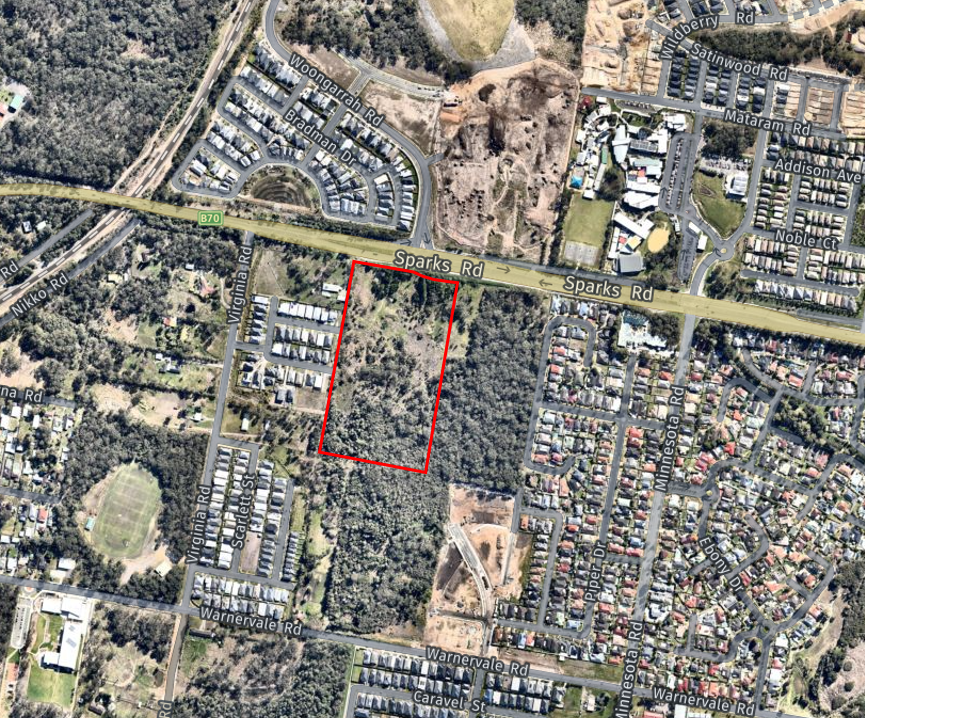 Wildberry Rd
Satinwood Rd
Woongarrah Rd
Bradman Dr
Mataram Rd
Addison Ave
B70
Noble Ct
Sparks Rd
Sparks Rd
Rd
Nikko Rd
Virginia Rd
na Rd
Minnesota Rd
Virginia Rd
Scarlett St
Ebony Dr
Piper Dr
Warnervale Rd
Minnesota Rd
Warnervale Rd
Warnervale Rd
Caravel St
Rd